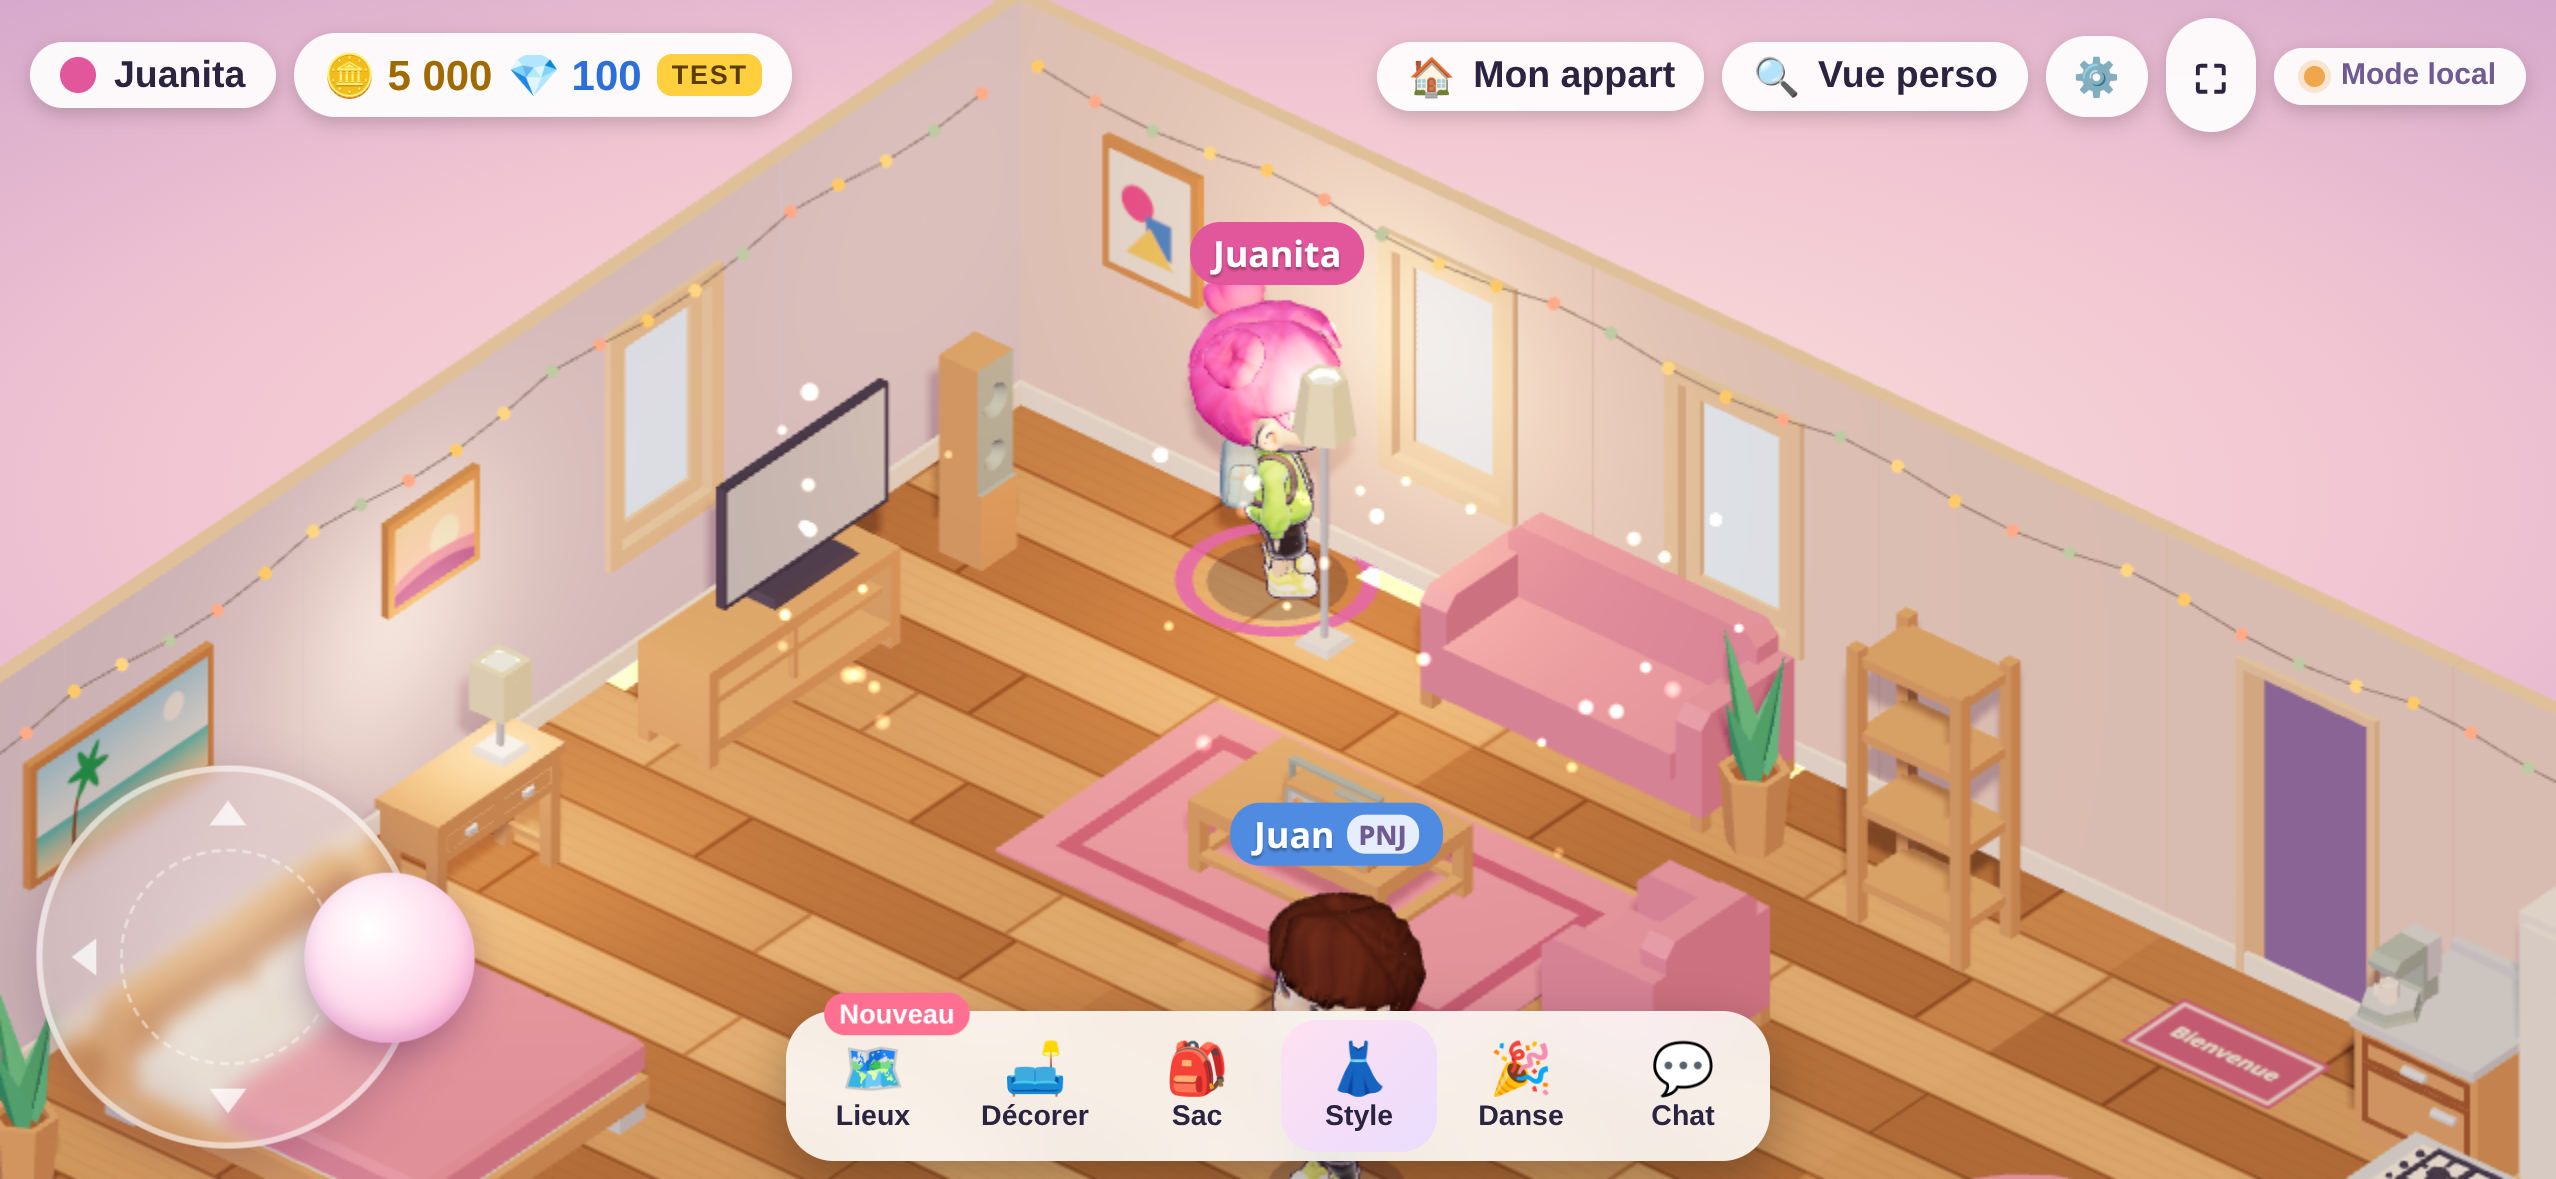 Juanita
5 000
100
TEST
Mon appart
Vue perso
Mode local
Juanita
Juan PNJ
Bienvenue
Nouveau
Lieux
Décorer
Sac
Style
Danse
Chat